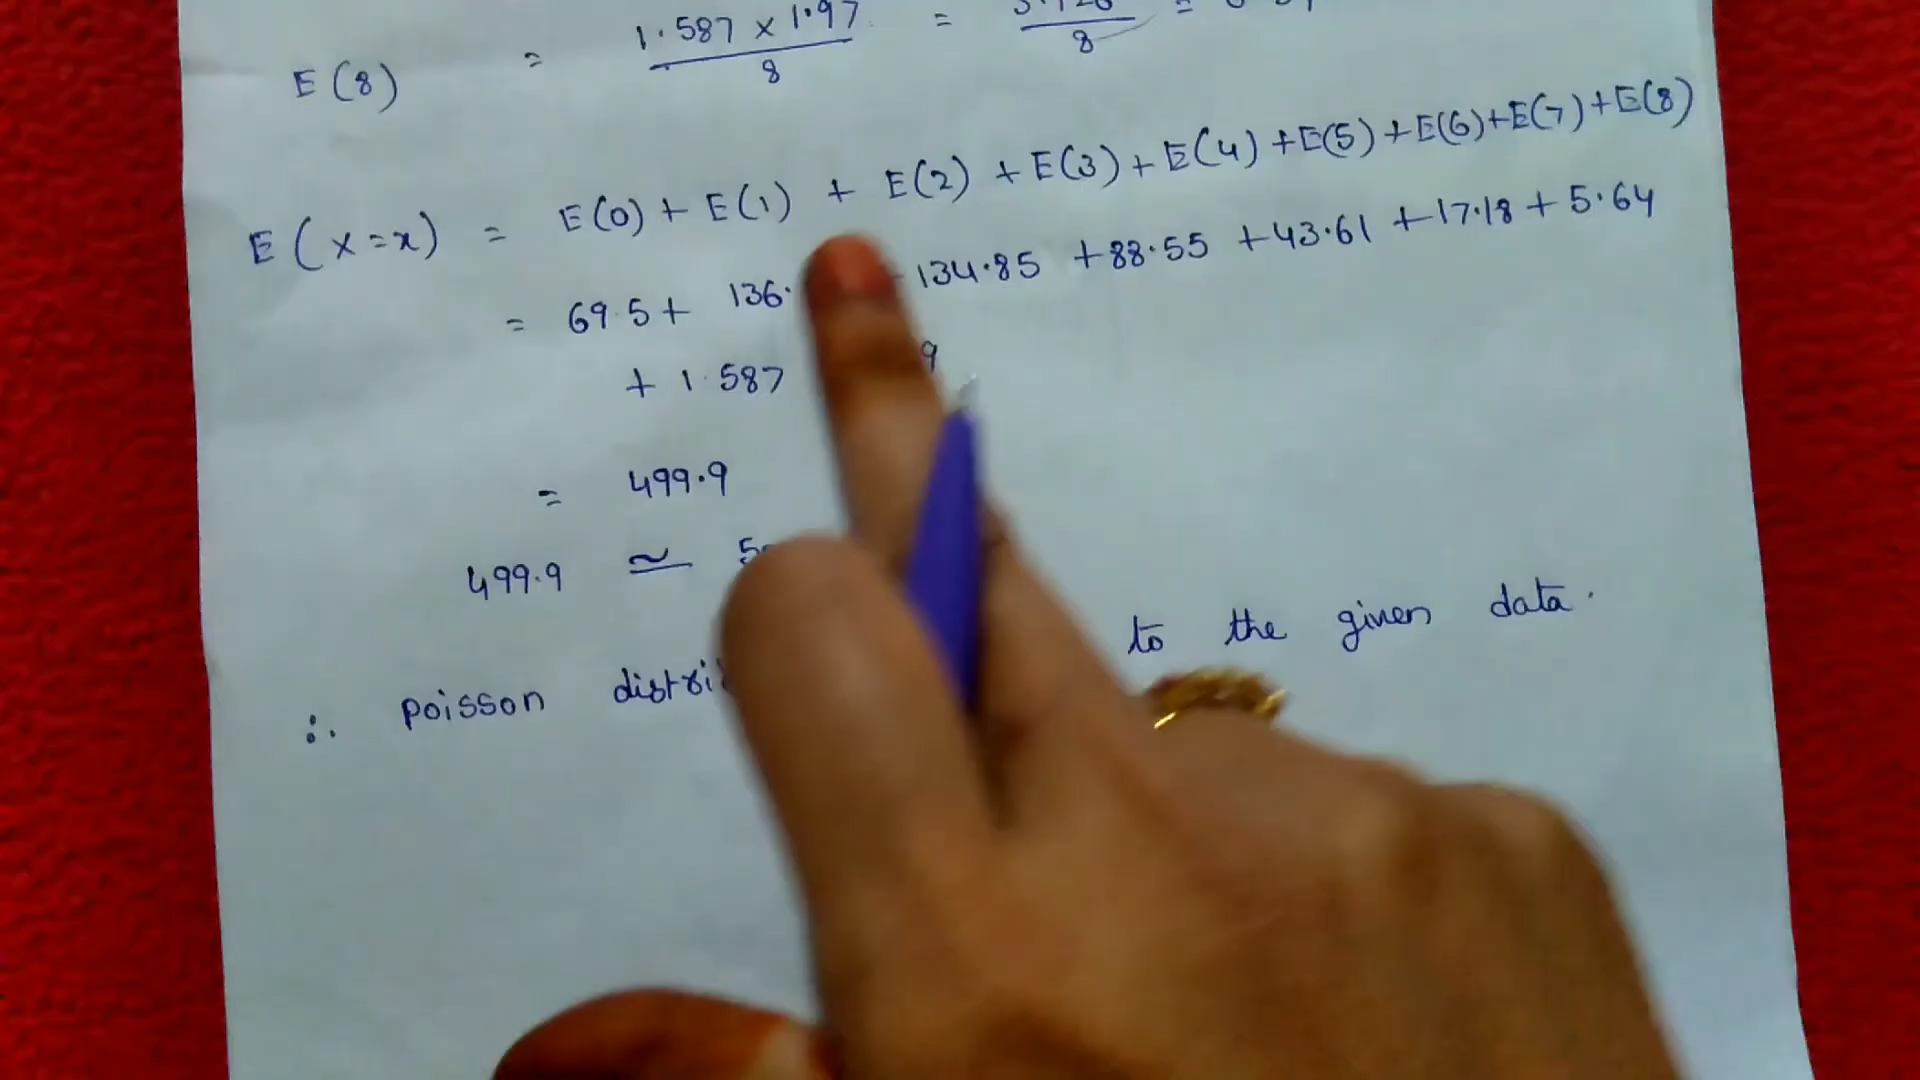 E(8) = 1.587 × 1.97 / 8 = / 8 =
E(x=x) = E(0) + E(1) + E(2) + E(3) + E(4) + E(5) + E(6) + E(7) + E(8)
= 69.5 + 136. 134.85 + 88.55 + 43.61 + 17.18 + 5.64
+ 1.587 9
= 499.9
499.9 ≃
∴ poisson to the given data.